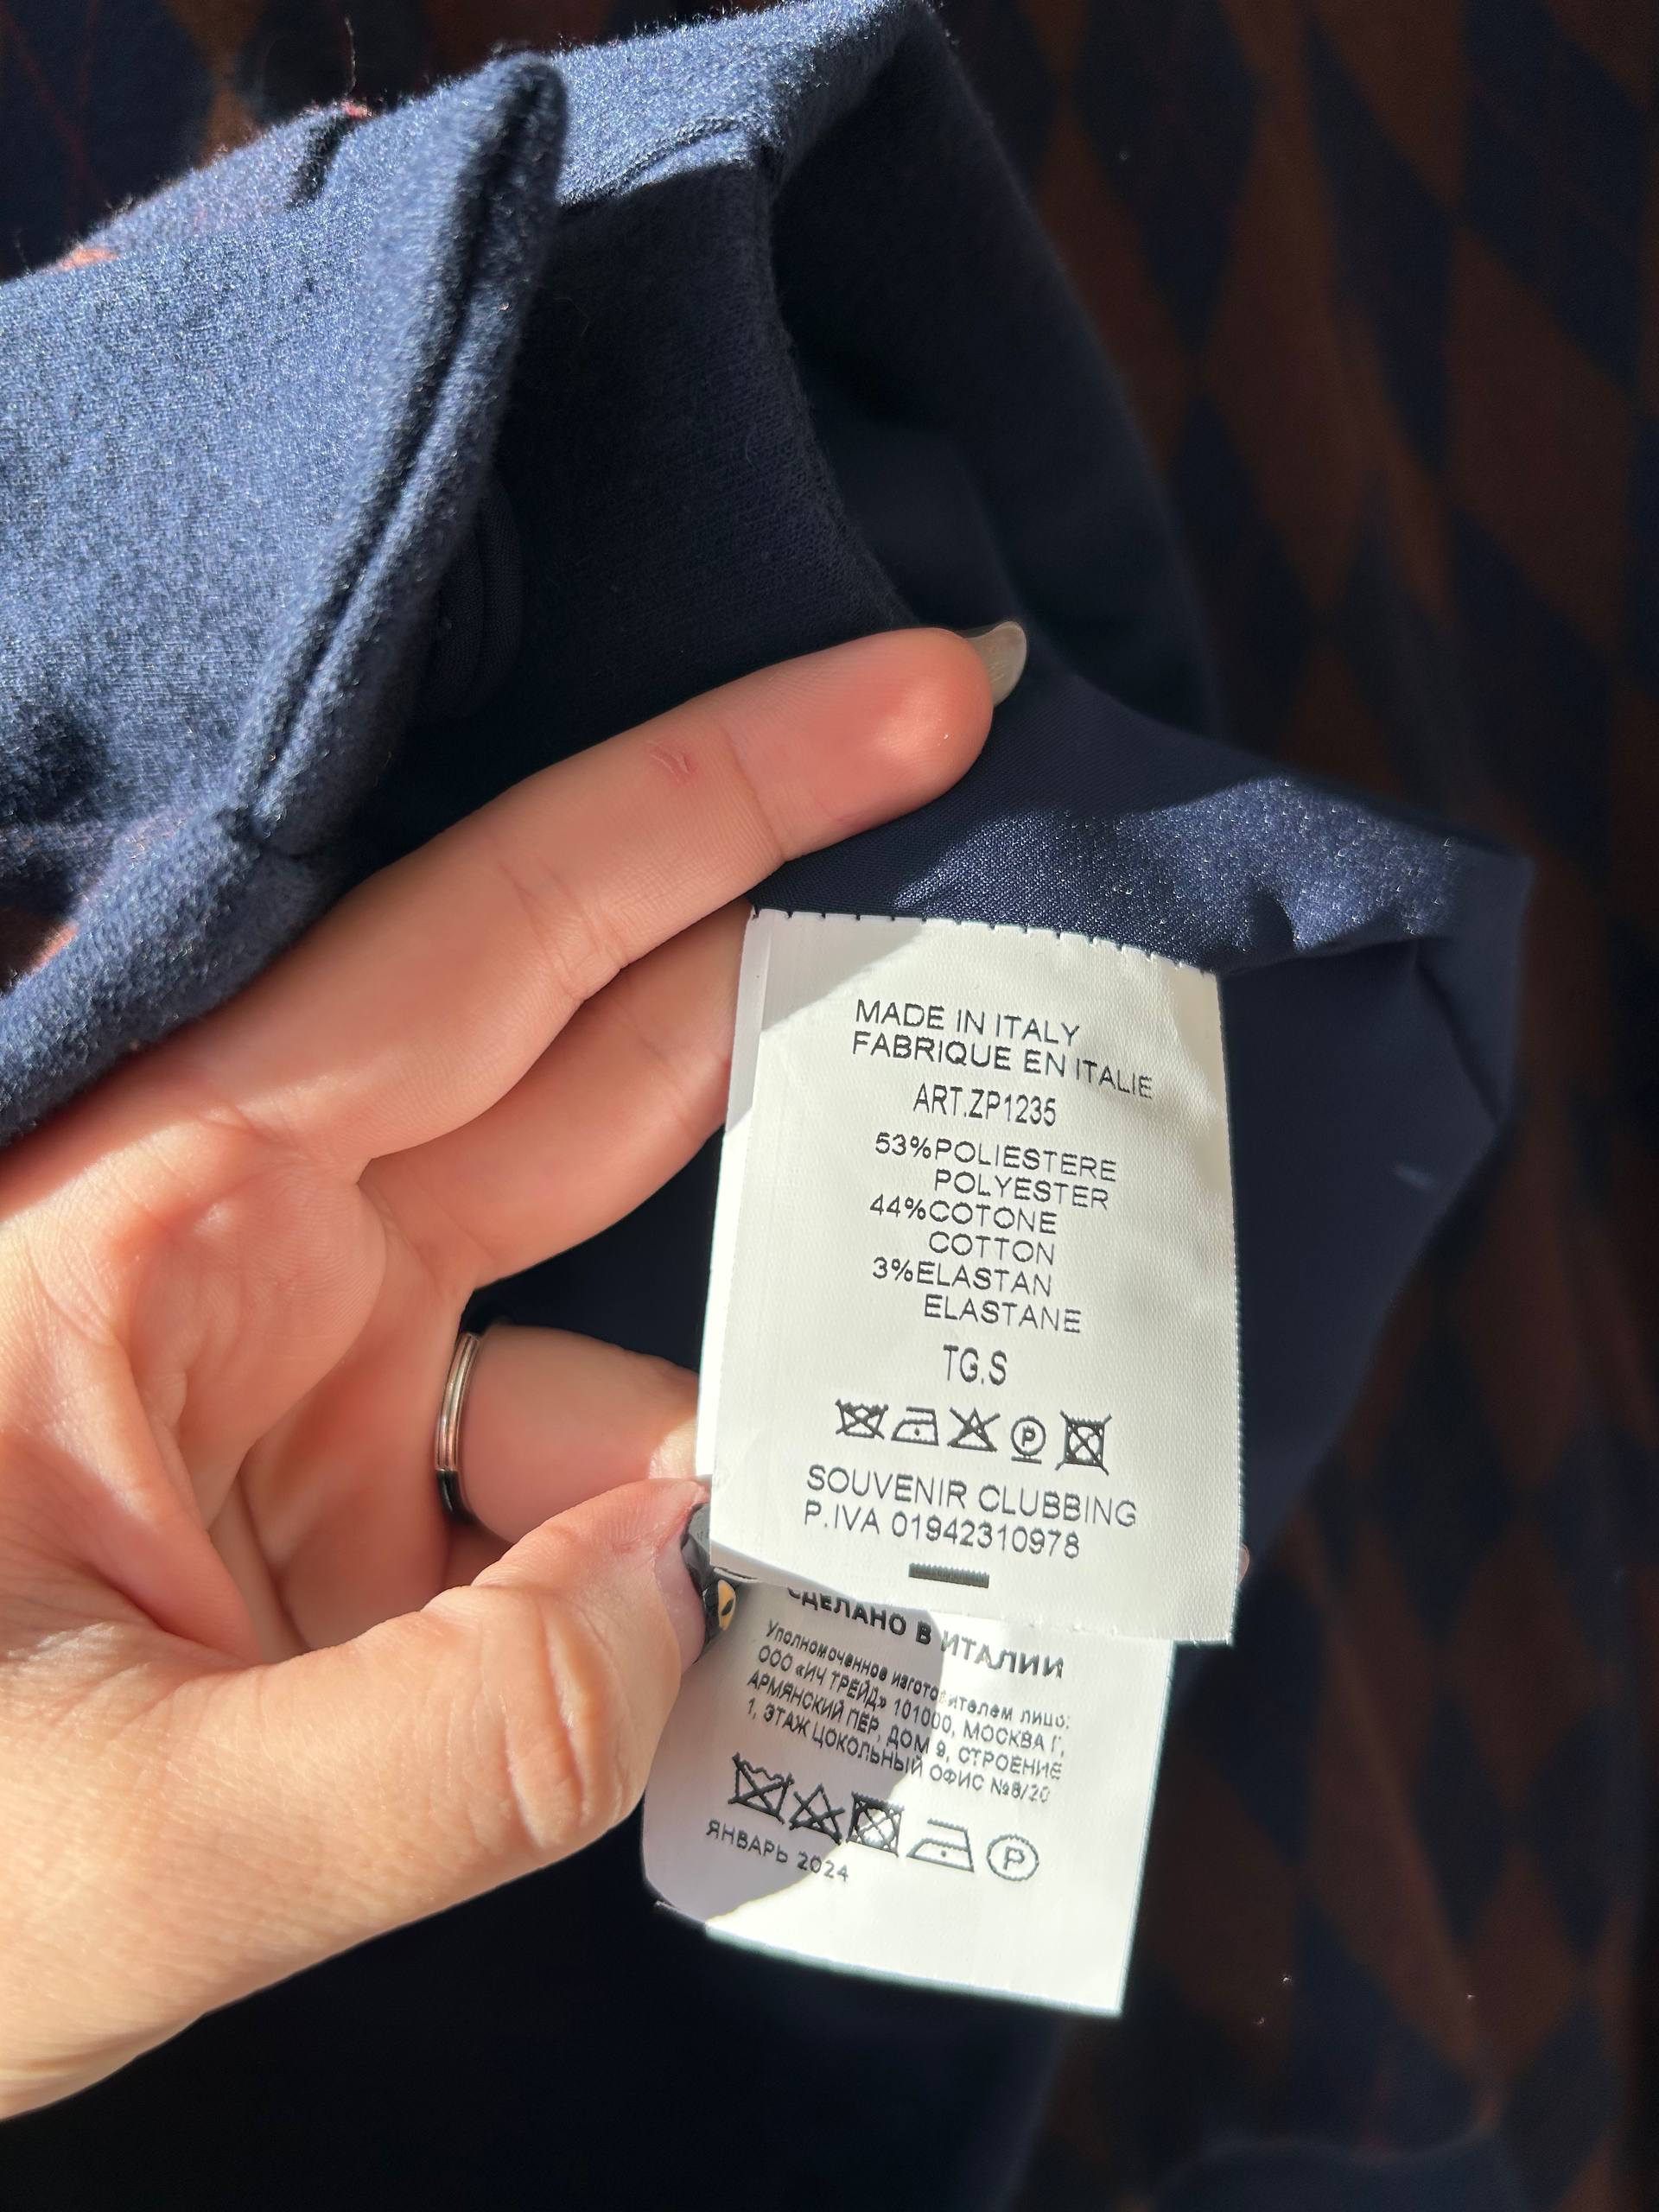 MADE IN ITALY
FABRIQUE EN ITALIE
ART.ZP1235
53%POLIESTERE
POLYESTER
44%COTONE
COTTON
3%ELASTAN
ELASTANE
TG.S
P
SOUVENIR CLUBBING
P.IVA 01942310978
СДЕЛАНО В ИТАЛИИ
Уполномоченное изготовителем лицо:
ООО «ИЧ ТРЕЙД» 101000, МОСКВА Г,
АРМЯНСКИЙ ПЕР, ДОМ 9, СТРОЕНИЕ
1, ЭТАЖ ЦОКОЛЬНЫЙ ОФИС №8/20
P
ЯНВАРЬ 2024